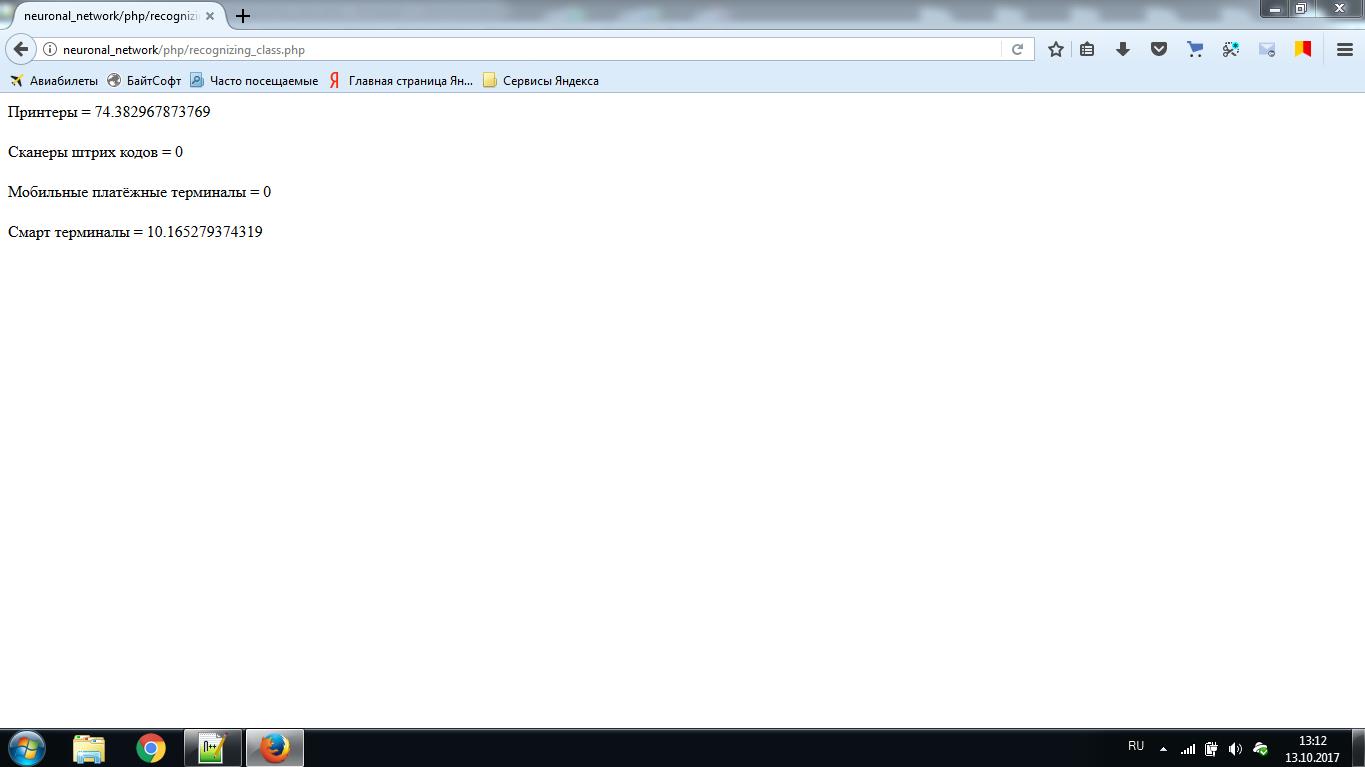 neuronal_network/php/recognizi
neuronal_network/php/recognizing_class.php
Авиабилеты БайтСофт Часто посещаемые Я Главная страница Ян... Сервисы Яндекса
Принтеры = 74.382967873769
Сканеры штрих кодов = 0
Мобильные платёжные терминалы = 0
Смарт терминалы = 10.165279374319
RU
13:12
13.10.2017